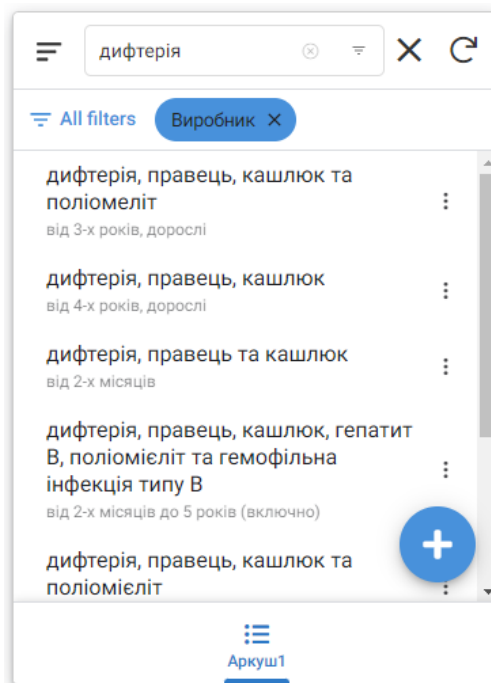 дифтерія
All filters
Виробник
дифтерія, правець, кашлюк та
поліомеліт
від 3-х років, дорослі
дифтерія, правець, кашлюк
від 4-х років, дорослі
дифтерія, правець та кашлюк
від 2-х місяців
дифтерія, правець, кашлюк, гепатит
В, поліомієліт та гемофільна
інфекція типу В
від 2-х місяців до 5 років (включно)
дифтерія, правець, кашлюк та
поліомієліт
Аркуш1